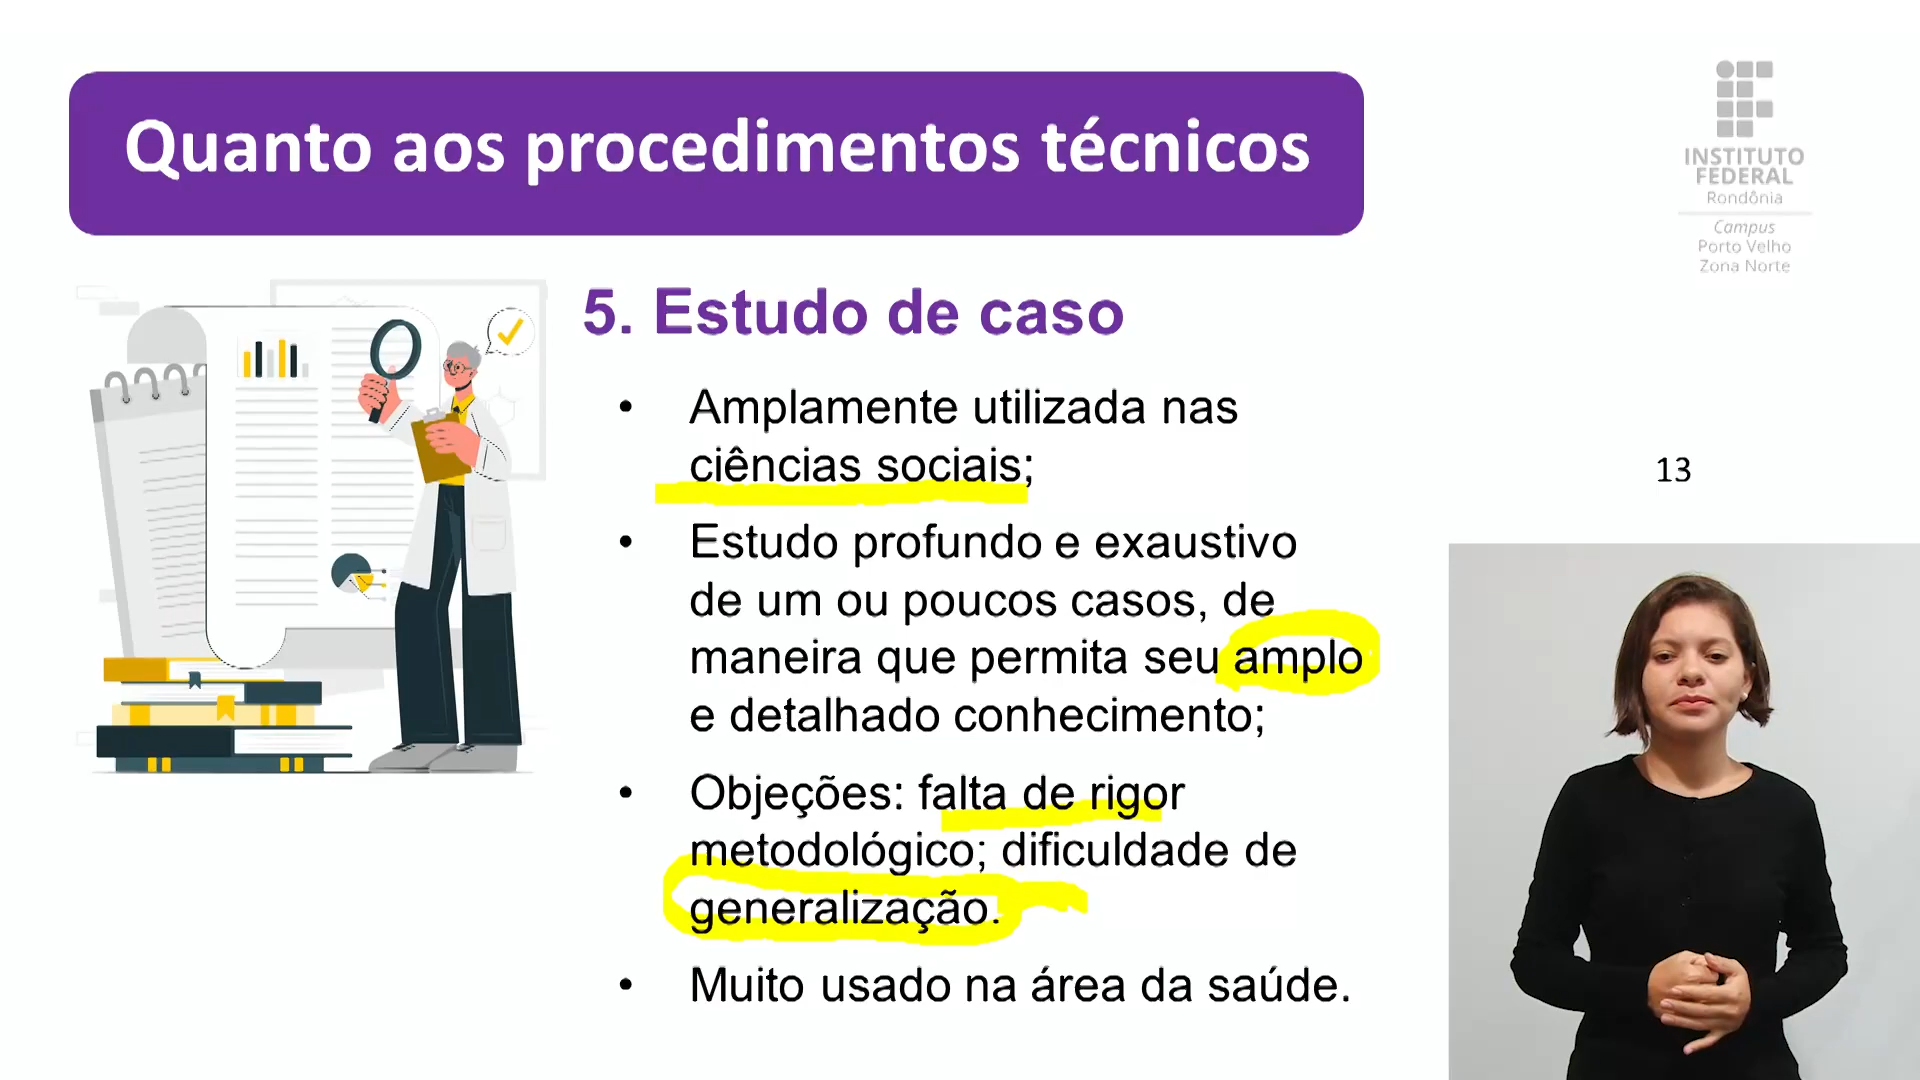 Quanto aos procedimentos técnicos
INSTITUTO
FEDERAL
Rondônia
Campus
Porto Velho
Zona Norte
5. Estudo de caso
• Amplamente utilizada nas
ciências sociais;
13
• Estudo profundo e exaustivo
de um ou poucos casos, de
maneira que permita seu amplo
e detalhado conhecimento;
• Objeções: falta de rigor
metodológico; dificuldade de
generalização.
• Muito usado na área da saúde.